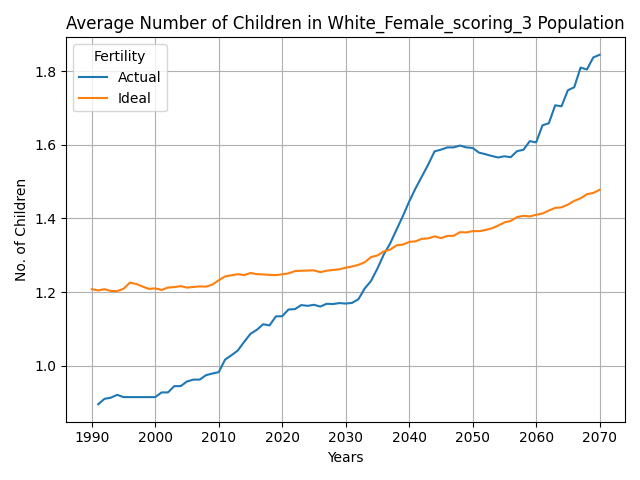 Average Number of Children in White_Female_scoring_3 Population
Fertility
Actual
Ideal
No. of Children
1.8
1.6
1.4
1.2
1.0
1990 2000 2010 2020 2030 2040 2050 2060 2070
Years